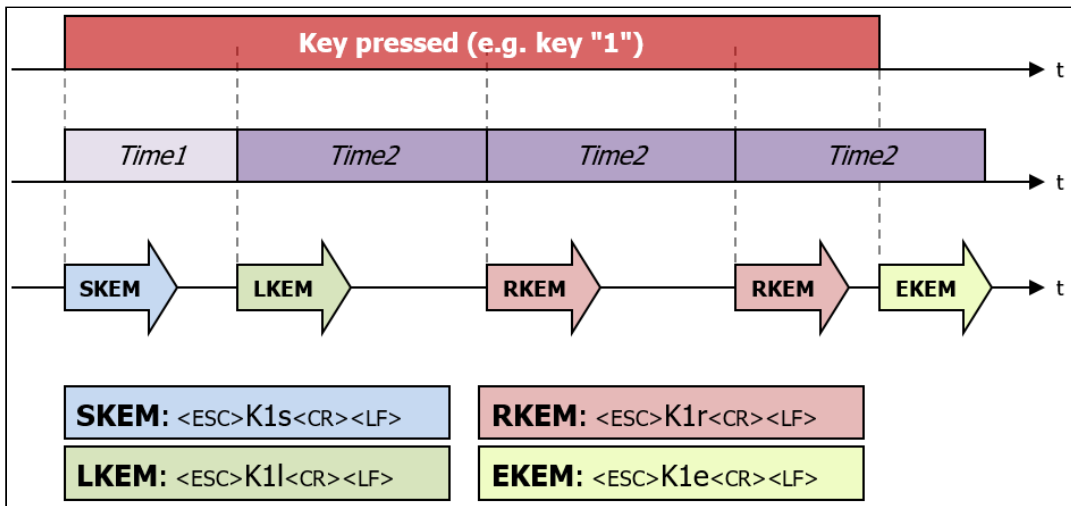 Key pressed (e.g. key "1")
t
Time1 Time2 Time2 Time2
t
SKEM LKEM RKEM RKEM EKEM
t
SKEM: <ESC>K1s<CR><LF> RKEM: <ESC>K1r<CR><LF>
LKEM: <ESC>K1l<CR><LF> EKEM: <ESC>K1e<CR><LF>